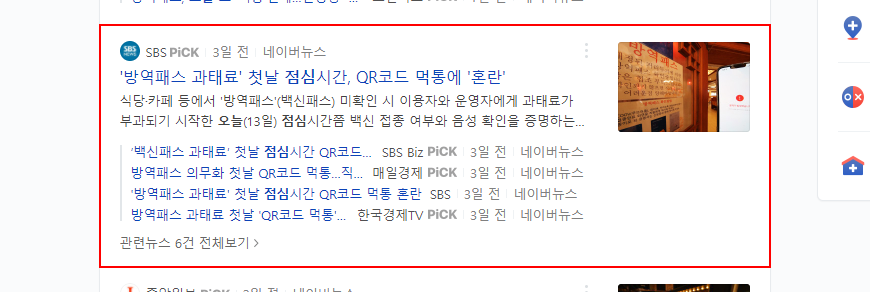 SBS PiCK 3일 전 네이버뉴스
'방역패스 과태료' 첫날 점심시간, QR코드 먹통에 '혼란'
식당·카페 등에서 '방역패스'(백신패스) 미확인 시 이용자와 운영자에게 과태료가
부과되기 시작한 오늘(13일) 점심시간쯤 백신 접종 여부와 음성 확인을 증명하는...
'백신패스 과태료' 첫날 점심시간 QR코드... SBS Biz PiCK 3일 전 네이버뉴스
방역패스 의무화 첫날 QR코드 먹통...직... 매일경제 PiCK 3일 전 네이버뉴스
'방역패스 과태료' 첫날 점심시간 QR코드 먹통 혼란 SBS 3일 전 네이버뉴스
방역패스 과태료 첫날 'QR코드 먹통'... 한국경제TV PiCK 3일 전 네이버뉴스
관련뉴스 6건 전체보기 >